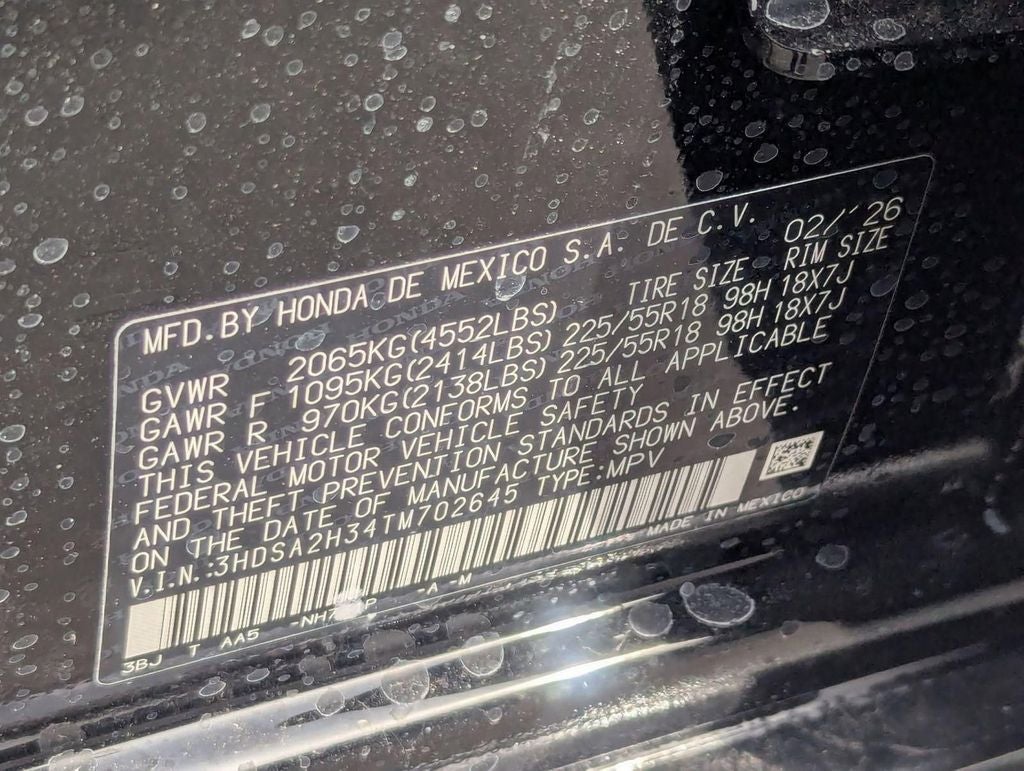 MFD.BY HONDA DE MEXICO S.A. DE C.V. 02/'26
TIRE SIZE RIM SIZE
GVWR 2065KG(4552LBS)
GAWR F 1095KG(2414LBS) 225/55R18 98H 18X7J
GAWR R 970KG(2138LBS) 225/55R18 98H 18X7J
THIS VEHICLE CONFORMS TO ALL APPLICABLE
FEDERAL MOTOR VEHICLE SAFETY
AND THEFT PREVENTION STANDARDS IN EFFECT
ON THE DATE OF MANUFACTURE SHOWN ABOVE.
V.I.N.:3HDSA2H34TM702645 TYPE:MPV
MADE IN MEXICO
3BJ T AA5 -A-M